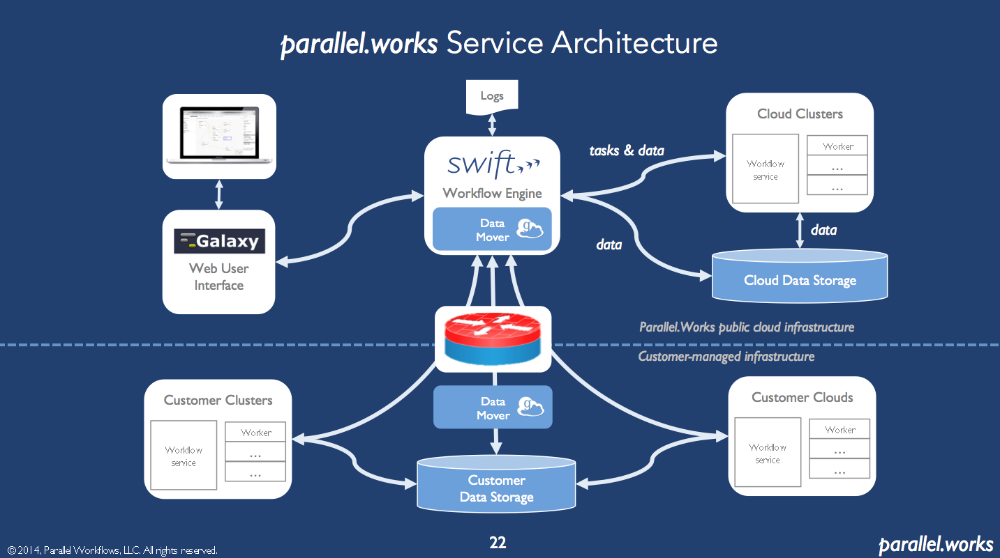 parallel.works Service Architecture
Logs
swift
Workflow Engine
Data
Mover
g
Galaxy
Web User
Interface
tasks & data
data
Cloud Clusters
Workflow
service
Worker
...
...
data
Cloud Data Storage
Parallel.Works public cloud infrastructure
Customer-managed infrastructure
Customer Clusters
Workflow
service
Worker
...
...
Data
Mover
g
Customer
Data Storage
Customer Clouds
Workflow
service
Worker
...
...
© 2014, Parallel Workflows, LLC. All rights reserved.
22
parallel.works